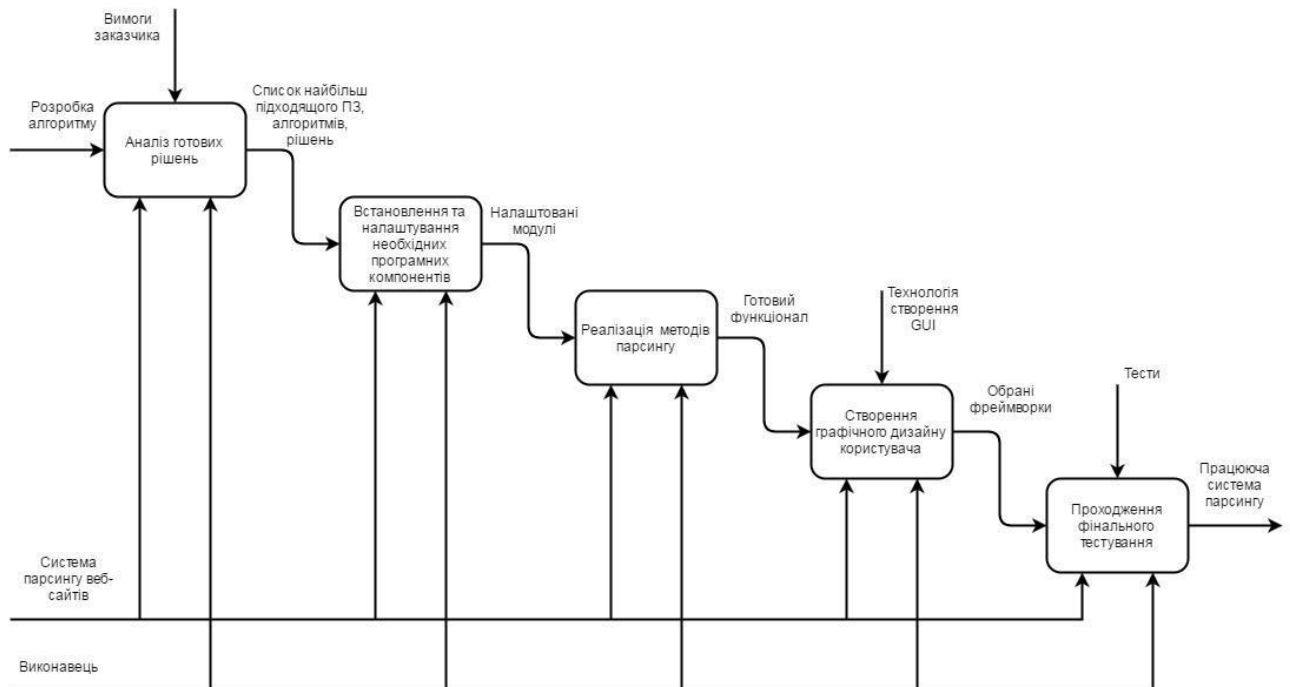 Вимоги
заказчика
Розробка
алгоритму
Аналіз готових
рішень
Список найбільш
підходящого ПЗ,
алгоритмів,
рішень
Встановлення та
налаштування
необхідних
програмних
компонентів
Налаштовані
модулі
Реалізація методів
парсингу
Готовий
функціонал
Технологія
створення
GUI
Створення
графічного дизайну
користувача
Обрані
фреймворки
Тести
Проходження
фінального
тестування
Працююча
система
парсингу
Система
парсингу веб-
сайтів
Виконавець